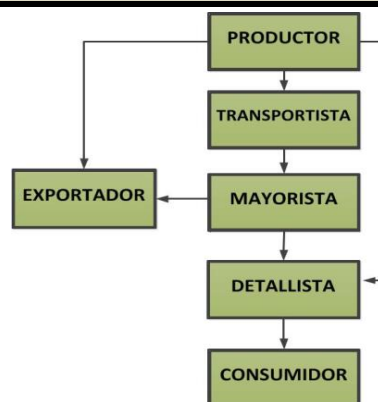 PRODUCTOR
TRANSPORTISTA
EXPORTADOR
MAYORISTA
DETALLISTA
CONSUMIDOR